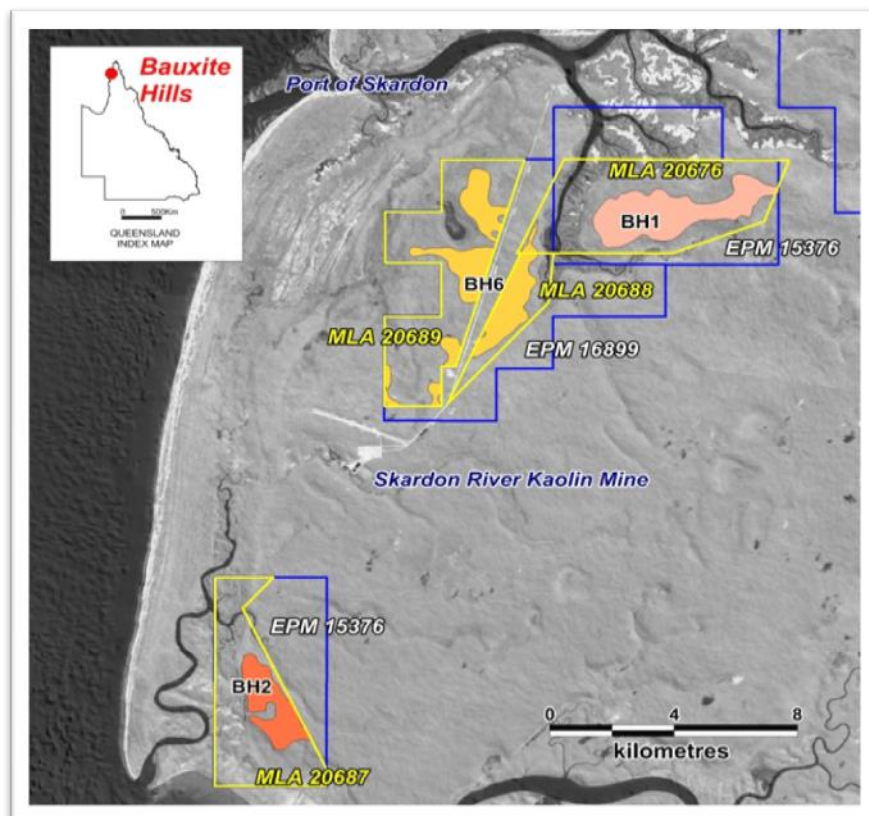 Bauxite
Hills
0 500Km
QUEENSLAND
INDEX MAP
Port of Skardon
MLA 20676
BH1
EPM 15376
BH6
MLA 20688
MLA 20689
EPM 16899
Skardon River Kaolin Mine
EPM 15376
BH2
MLA 20687
0 4 8
kilometres